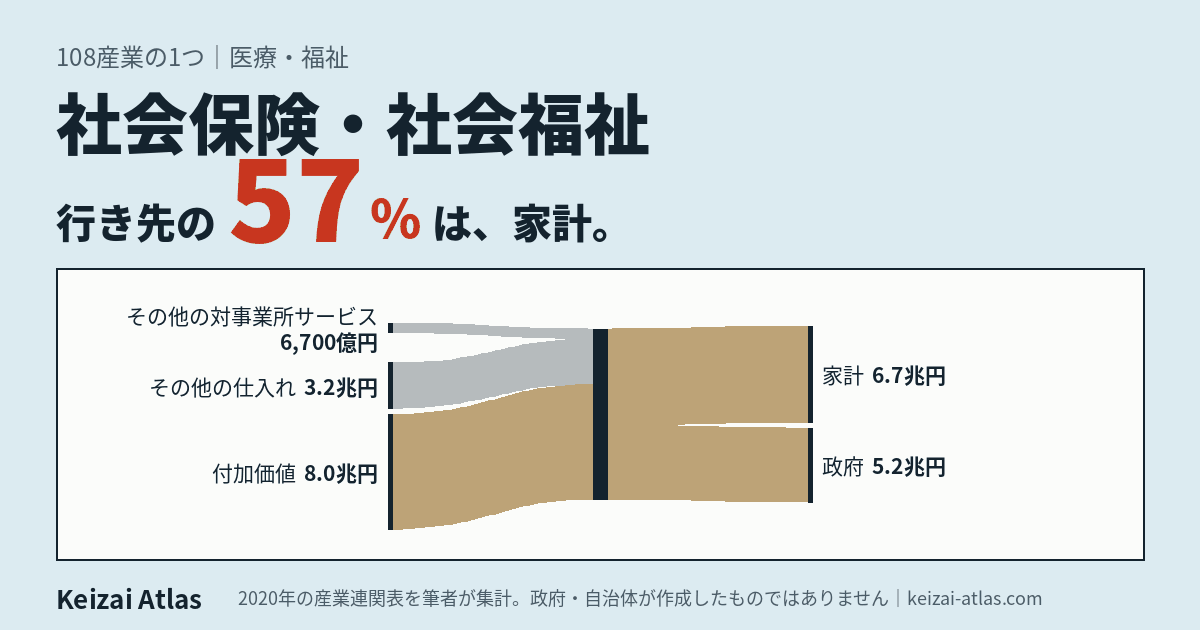 108産業の1つ｜医療・福祉
社会保険・社会福祉
行き先の57%は、家計。
その他の対事業所サービス
6,700億円
その他の仕入れ 3.2兆円
付加価値 8.0兆円
家計 6.7兆円
政府 5.2兆円
Keizai Atlas
2020年の産業連関表を筆者が集計。政府・自治体が作成したものではありません｜keizai-atlas.com